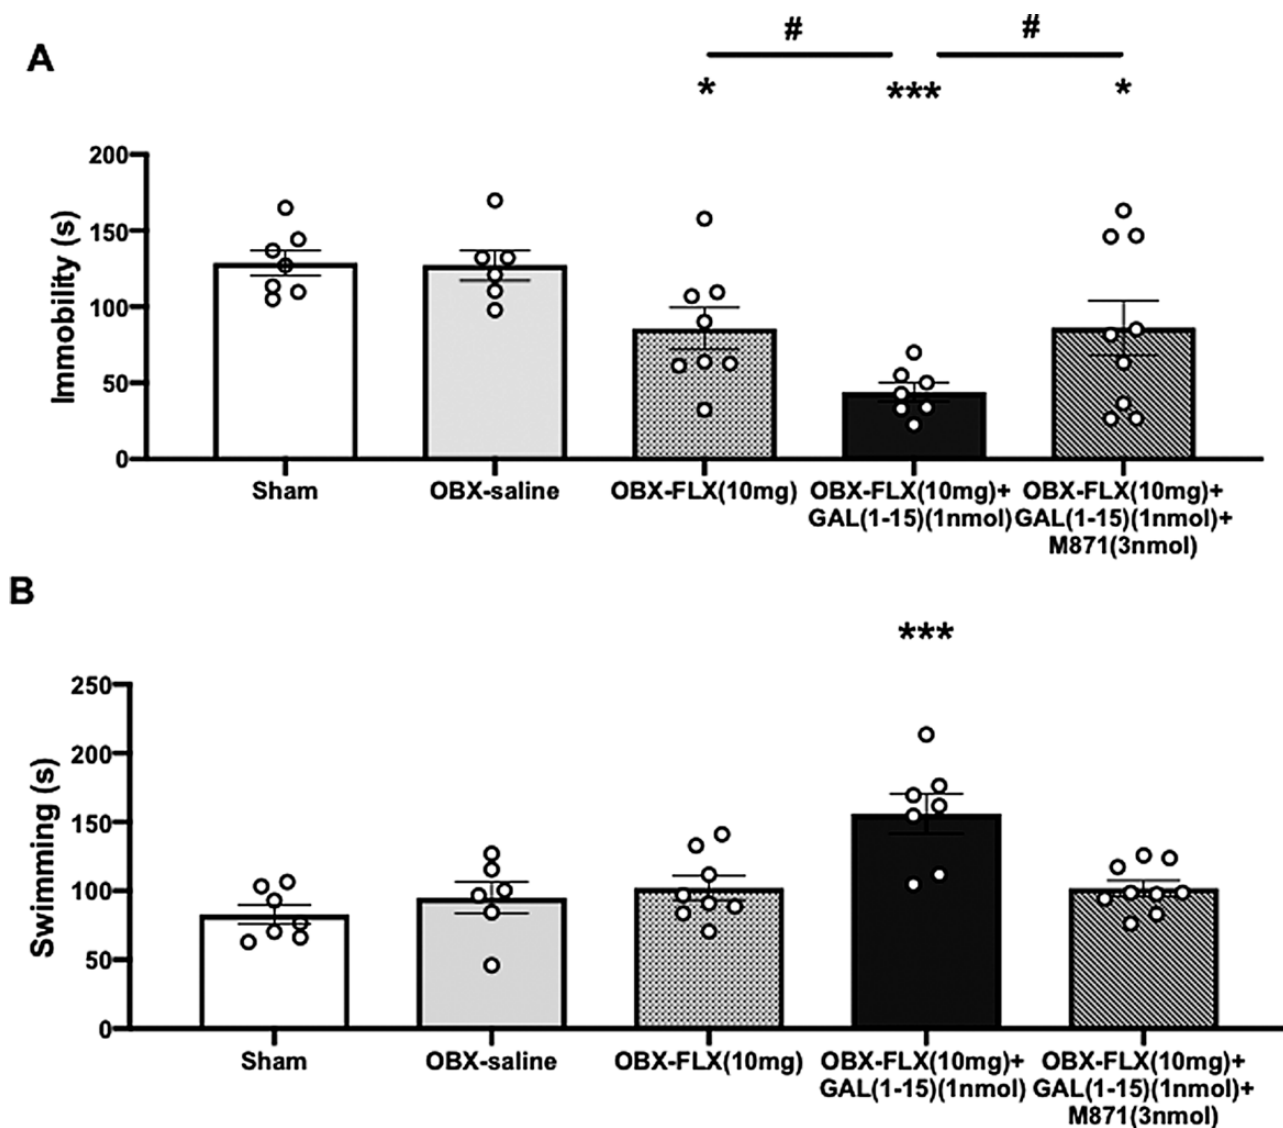 A
# #
* *** *
200
150
100
50
0
Immobility (s)
Sham OBX-saline OBX-FLX(10mg) OBX-FLX(10mg)+ OBX-FLX(10mg)+
GAL(1-15)(1nmol) GAL(1-15)(1nmol)+
M871(3nmol)
B
***
250
200
150
100
50
0
Swimming (s)
Sham OBX-saline OBX-FLX(10mg) OBX-FLX(10mg)+ OBX-FLX(10mg)+
GAL(1-15)(1nmol) GAL(1-15)(1nmol)+
M871(3nmol)